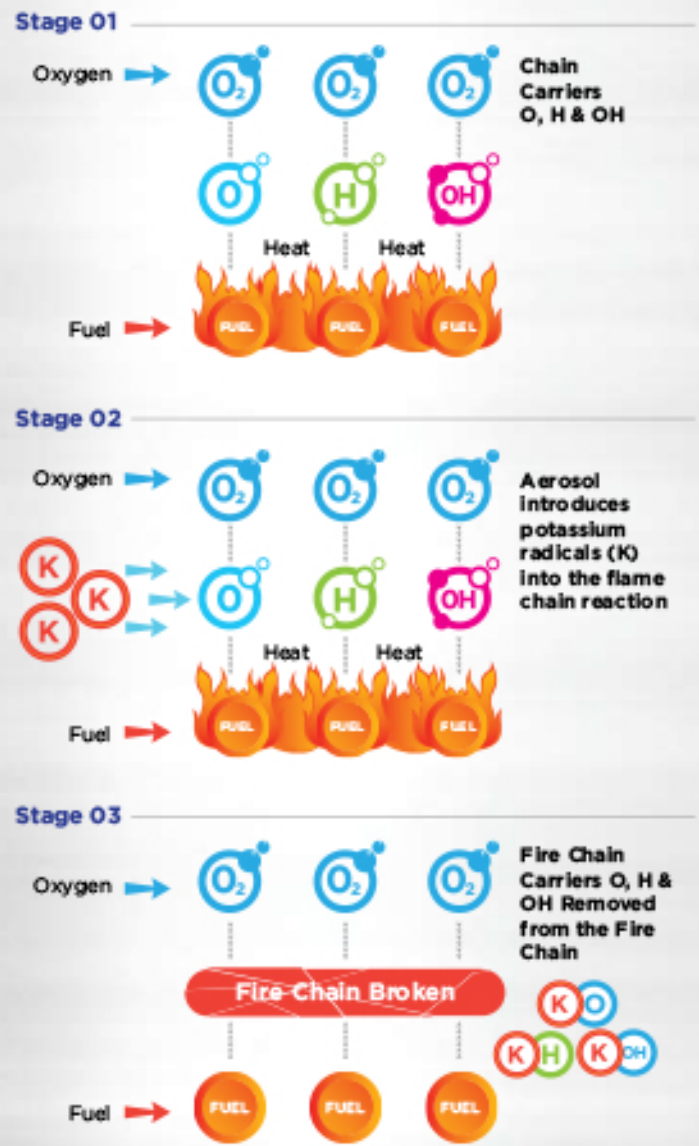 Stage 01
Oxygen
O2 O2 O2
Chain
Carriers
O, H & OH
O H OH
Heat Heat
Fuel
FUEL FUEL FUEL
Stage 02
Oxygen
O2 O2 O2
Aerosol
introduces
potassium
radicals (K)
into the flame
chain reaction
K
K
K
O H OH
Heat Heat
Fuel
FUEL FUEL FUEL
Stage 03
Oxygen
O2 O2 O2
Fire Chain
Carriers O, H &
OH Removed
from the Fire
Chain
Fire Chain Broken
K O
K H K OH
Fuel
FUEL FUEL FUEL